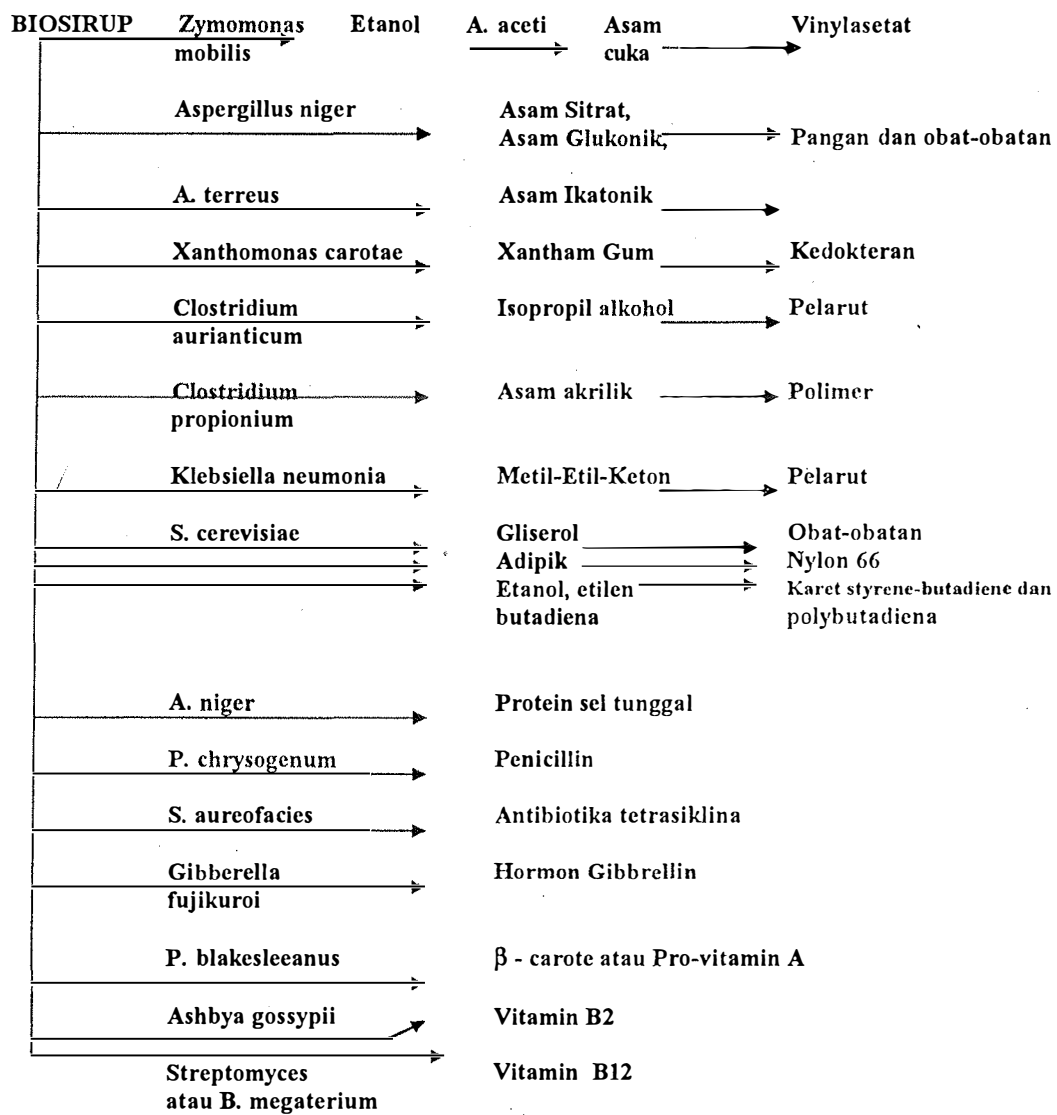 BIOSIRUP Zymomonas Etanol A. aceti Asam Vinylasetat
mobilis cuka
Aspergillus niger Asam Sitrat,
Asam Glukonik, Pangan dan obat-obatan
A. terreus Asam Ikatonik
Xanthomonas carotae Xantham Gum Kedokteran
Clostridium Isopropil alkohol Pelarut
aurianticum
Clostridium Asam akrilik Polimer
propionium
Klebsiella neumonia Metil-Etil-Keton Pelarut
S. cerevisiae Gliserol Obat-obatan
Adipik Nylon 66
Etanol, etilen Karet styrene-butadiene dan
butadiena polybutadiena
A. niger Protein sel tunggal
P. chrysogenum Penicillin
S. aureofacies Antibiotika tetrasiklina
Gibberella Hormon Gibbrellin
fujikuroi
P. blakesleeanus β - carote atau Pro-vitamin A
Ashbya gossypii Vitamin B2
Streptomyces Vitamin B12
atau B. megaterium